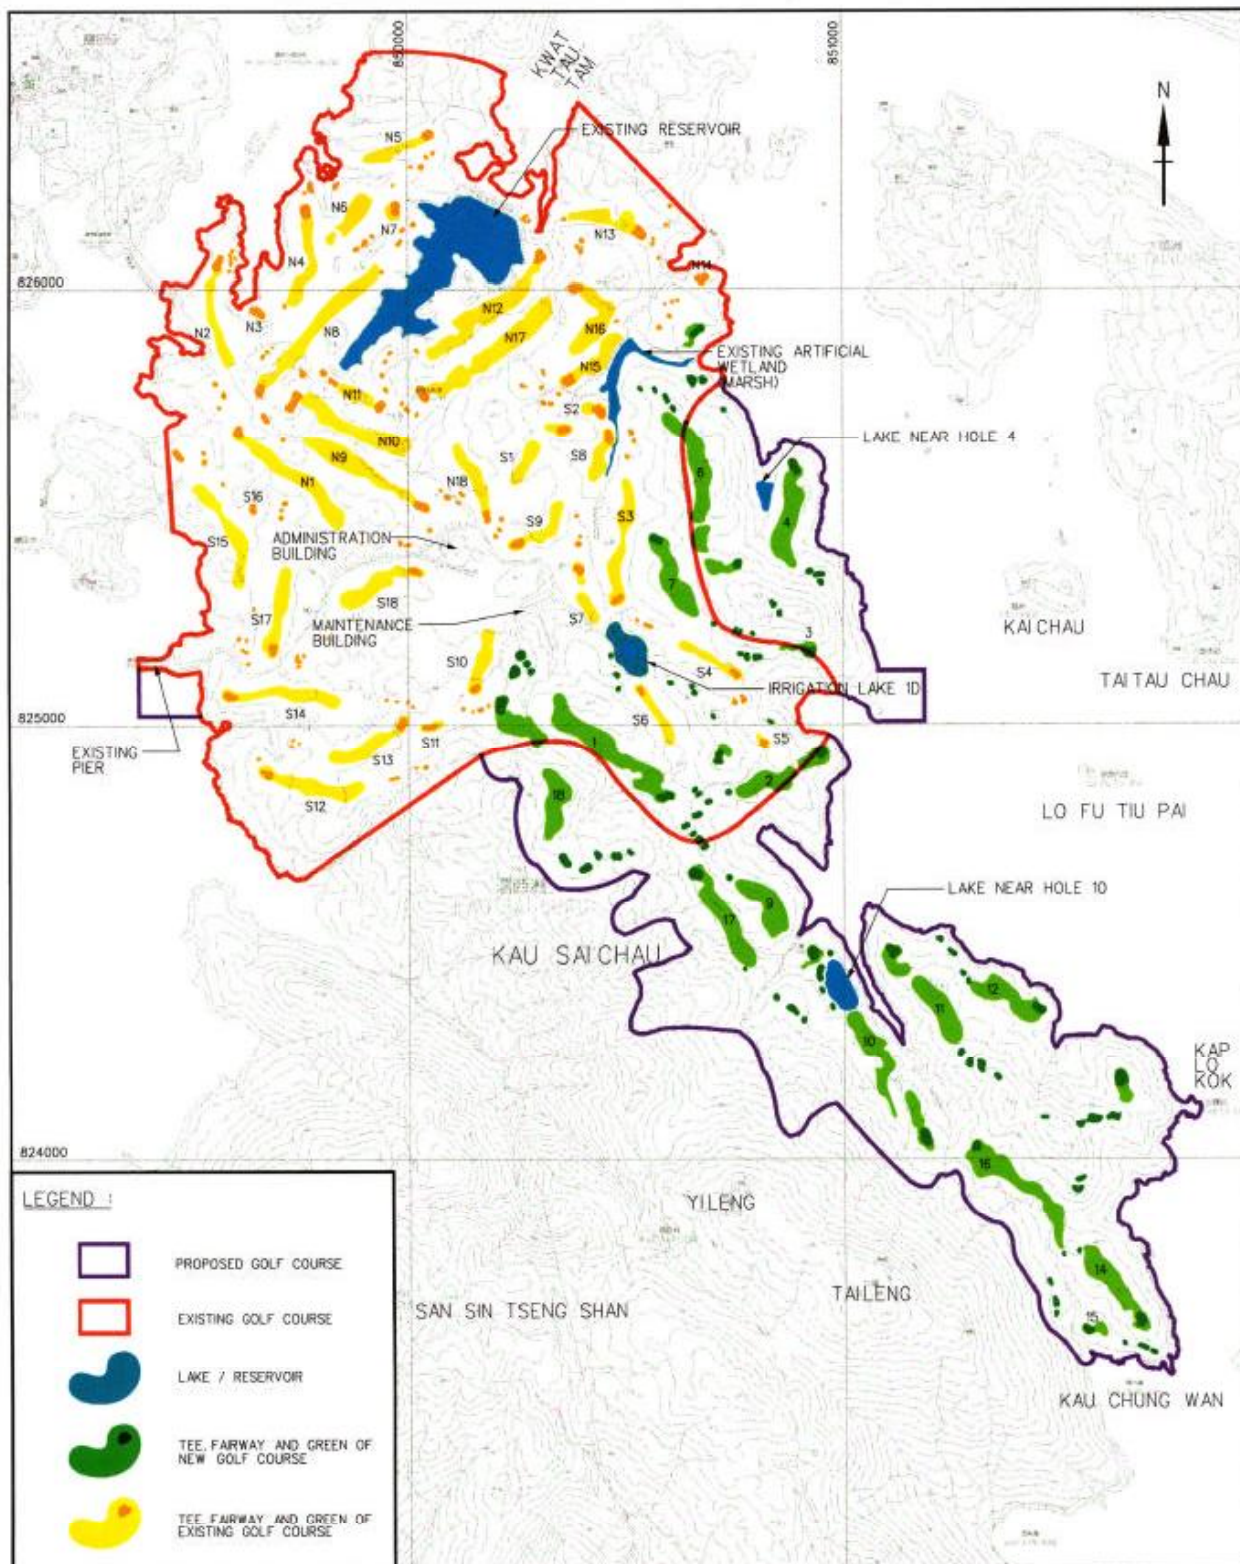 850000
851000
KWAT
TAU
TAM
N
EXISTING RESERVOIR
N5
N6
N7
N13
N4
N14
826000
N2
N3
N8
N12
N17
N16
N15
EXISTING ARTIFICIAL
WETLAND
(MARSH)
N11
S2
LAKE NEAR HOLE 4
N10
N9
S1
S8
6
N18
N1
S16
S3
4
S9
S15
ADMINISTRATION
BUILDING
7
S18
S17
S7
MAINTENANCE
BUILDING
3
KAI CHAU
S10
S4
TAI TAU CHAU
IRRIGATION LAKE 1D
S14
825000
S6
S11
1
S5
EXISTING
PIER
S13
2
S12
18
LO FU TIU PAI
LAKE NEAR HOLE 10
17
9
KAU SAI CHAU
12
11
10
KAP
LO
KOK
824000
16
LEGEND :
YI LENG
PROPOSED GOLF COURSE
14
TAI LENG
EXISTING GOLF COURSE
SAN SIN TSENG SHAN
15
LAKE / RESERVOIR
KAU CHUNG WAN
TEE, FAIRWAY AND GREEN OF
NEW GOLF COURSE
TEE, FAIRWAY AND GREEN OF
EXISTING GOLF COURSE